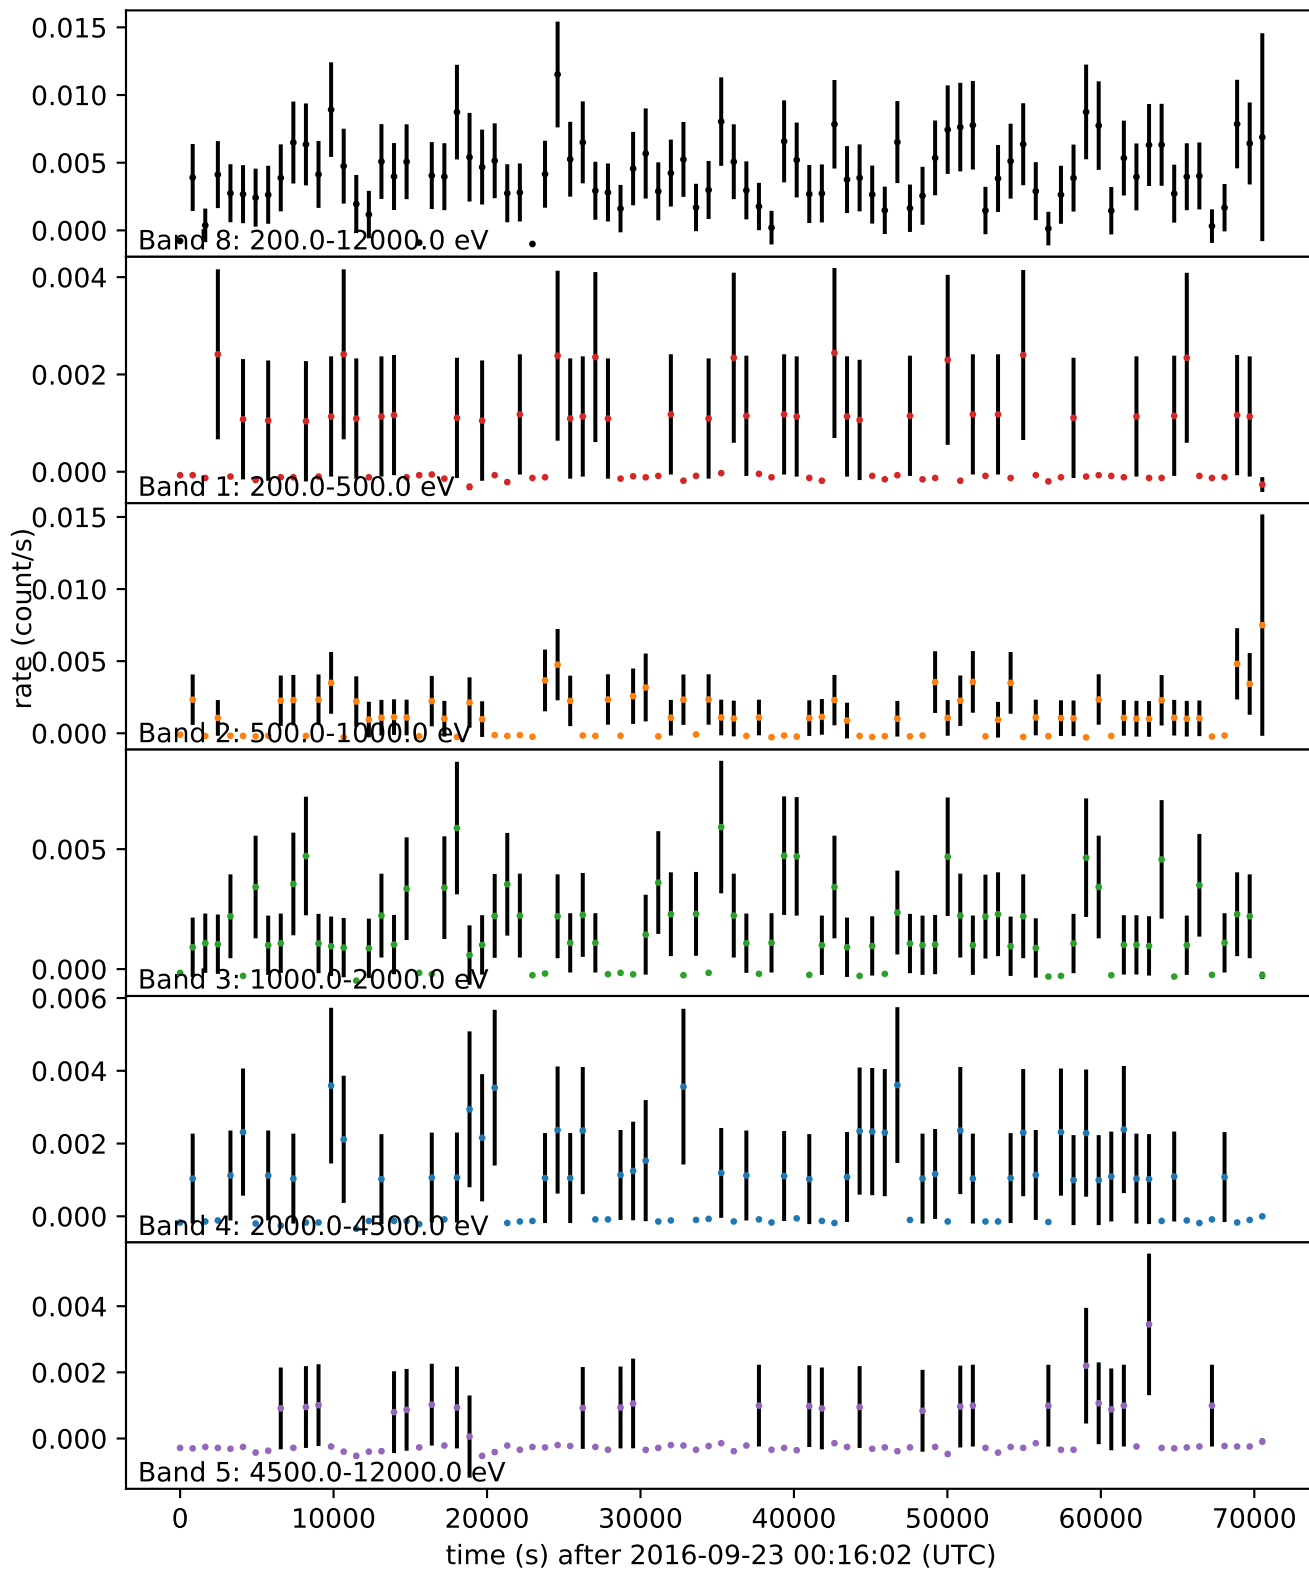 0.015
0.010
0.005
0.000
Band 8: 200.0-12000.0 eV
0.004
0.002
0.000
Band 1: 200.0-500.0 eV
rate (count/s)
0.015
0.010
0.005
0.000
Band 2: 500.0-1000.0 eV
0.005
0.000
Band 3: 1000.0-2000.0 eV
0.006
0.004
0.002
0.000
Band 4: 2000.0-4500.0 eV
0.004
0.002
0.000
Band 5: 4500.0-12000.0 eV
0 10000 20000 30000 40000 50000 60000 70000
time (s) after 2016-09-23 00:16:02 (UTC)